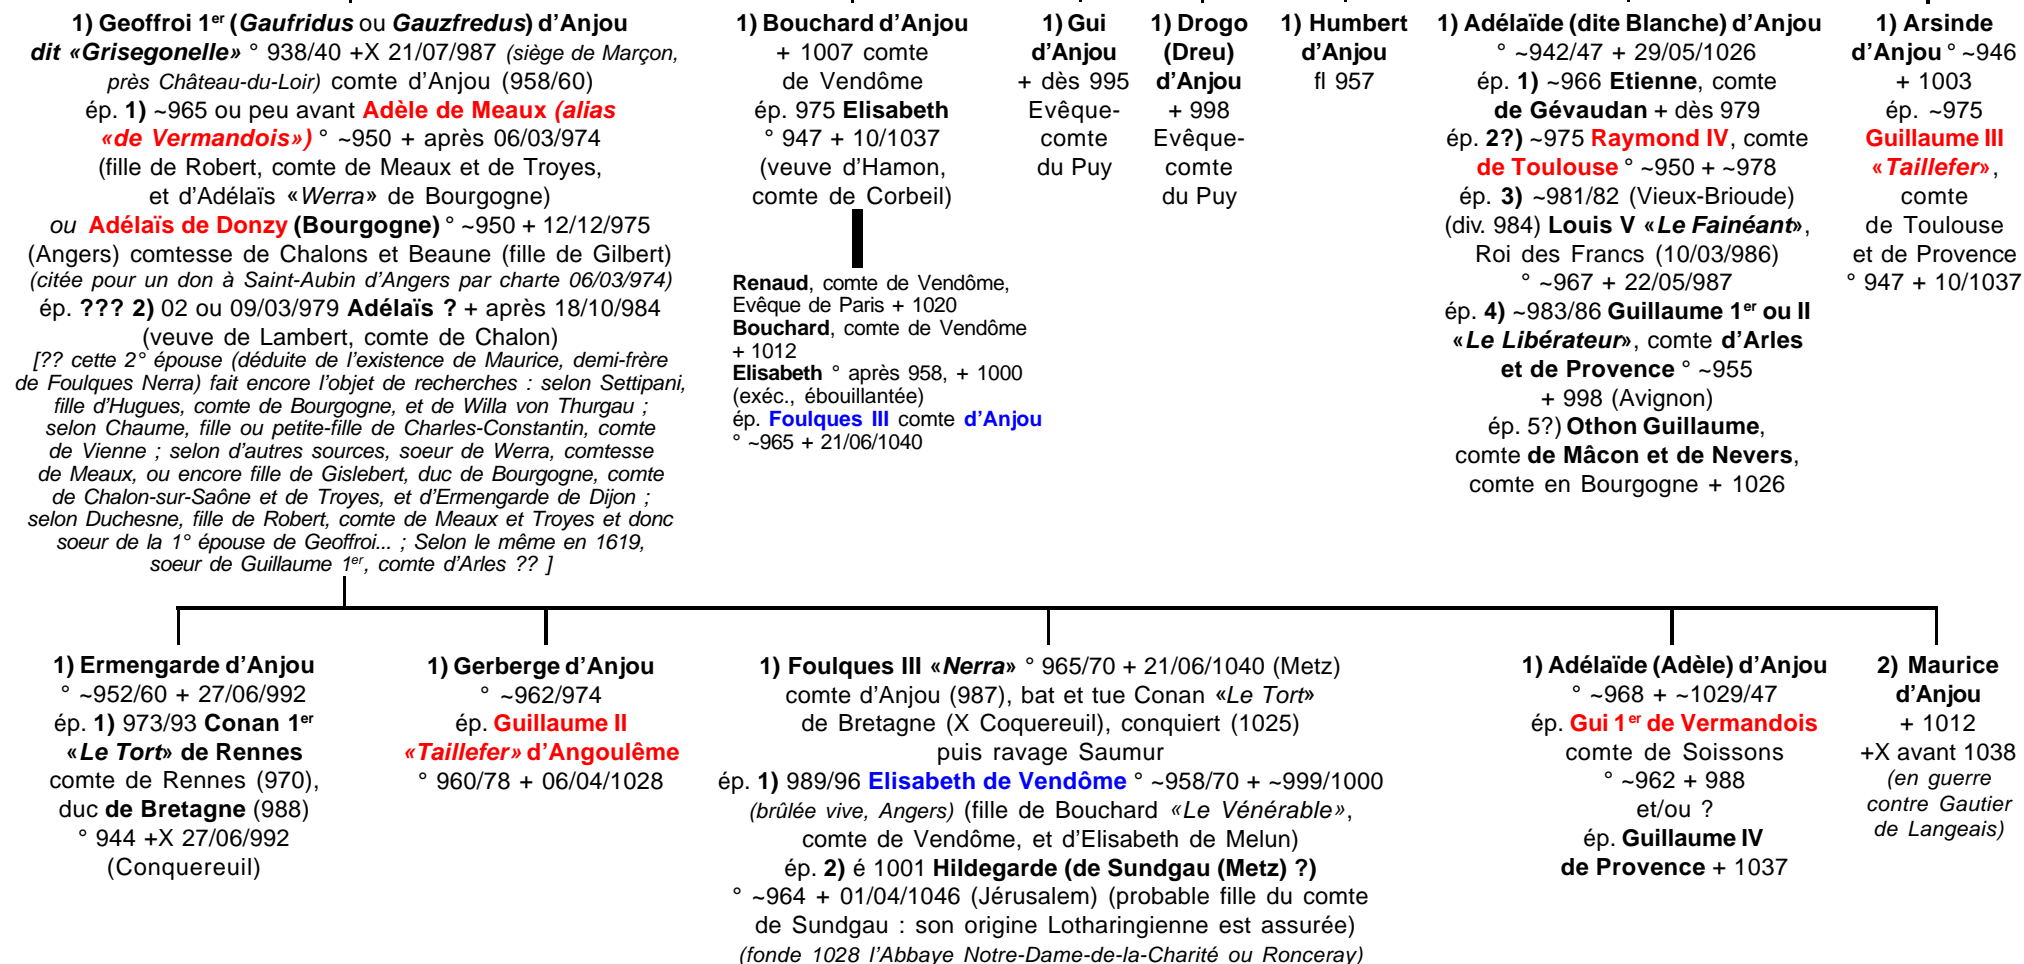 1) Geoffroi 1er (Gaufridus ou Gauzfredus) d'Anjou
dit «Grisegonelle» ° 938/40 +X 21/07/987 (siège de Marçon,
près Château-du-Loir) comte d'Anjou (958/60)
ép. 1) ~965 ou peu avant Adèle de Meaux (alias
«de Vermandois») ° ~950 + après 06/03/974
(fille de Robert, comte de Meaux et de Troyes,
et d'Adélaïs «Werra» de Bourgogne)
ou Adélaïs de Donzy (Bourgogne) ° ~950 + 12/12/975
(Angers) comtesse de Chalons et Beaune (fille de Gilbert)
(citée pour un don à Saint-Aubin d'Angers par charte 06/03/974)
ép. ??? 2) 02 ou 09/03/979 Adélaïs ? + après 18/10/984
(veuve de Lambert, comte de Chalon)
[?? cette 2° épouse (déduite de l'existence de Maurice, demi-frère
de Foulques Nerra) fait encore l'objet de recherches : selon Settipani,
fille d'Hugues, comte de Bourgogne, et de Willa von Thurgau ;
selon Chaume, fille ou petite-fille de Charles-Constantin, comte
de Vienne ; selon d'autres sources, soeur de Werra, comtesse
de Meaux, ou encore fille de Gislebert, duc de Bourgogne, comte
de Chalon-sur-Saône et de Troyes, et d'Ermengarde de Dijon ;
selon Duchesne, fille de Robert, comte de Meaux et Troyes et donc
soeur de la 1° épouse de Geoffroi... ; Selon le même en 1619,
soeur de Guillaume 1er, comte d'Arles ?? ]
1) Bouchard d'Anjou
+ 1007 comte
de Vendôme
ép. 975 Elisabeth
° 947 + 10/1037
(veuve d'Hamon,
comte de Corbeil)
Renaud, comte de Vendôme,
Evêque de Paris + 1020
Bouchard, comte de Vendôme
+ 1012
Elisabeth ° après 958, + 1000
(exéc., ébouillantée)
ép. Foulques III comte d'Anjou
° ~965 + 21/06/1040
1) Gui
d'Anjou
+ dès 995
Evêque-
comte
du Puy
1) Drogo
(Dreu)
d'Anjou
+ 998
Evêque-
comte
du Puy
1) Humbert
d'Anjou
fl 957
1) Adélaïde (dite Blanche) d'Anjou
° ~942/47 + 29/05/1026
ép. 1) ~966 Etienne, comte
de Gévaudan + dès 979
ép. 2?) ~975 Raymond IV, comte
de Toulouse ° ~950 + ~978
ép. 3) ~981/82 (Vieux-Brioude)
(div. 984) Louis V «Le Fainéant»,
Roi des Francs (10/03/986)
° ~967 + 22/05/987
ép. 4) ~983/86 Guillaume 1er ou II
«Le Libérateur», comte d'Arles
et de Provence ° ~955
+ 998 (Avignon)
ép. 5?) Othon Guillaume,
comte de Mâcon et de Nevers,
comte en Bourgogne + 1026
1) Arsinde
d'Anjou ° ~946
+ 1003
ép. ~975
Guillaume III
«Taillefer»,
comte
de Toulouse
et de Provence
° 947 + 10/1037
1) Ermengarde d'Anjou
° ~952/60 + 27/06/992
ép. 1) 973/93 Conan 1er
«Le Tort» de Rennes
comte de Rennes (970),
duc de Bretagne (988)
° 944 +X 27/06/992
(Conquereuil)
1) Gerberge d'Anjou
° ~962/974
ép. Guillaume II
«Taillefer» d'Angoulême
° 960/78 + 06/04/1028
1) Foulques III «Nerra» ° 965/70 + 21/06/1040 (Metz)
comte d'Anjou (987), bat et tue Conan «Le Tort»
de Bretagne (X Coquereuil), conquiert (1025)
puis ravage Saumur
ép. 1) 989/96 Elisabeth de Vendôme ° ~958/70 + ~999/1000
(brûlée vive, Angers) (fille de Bouchard «Le Vénérable»,
comte de Vendôme, et d'Elisabeth de Melun)
ép. 2) é 1001 Hildegarde (de Sundgau (Metz) ?)
° ~964 + 01/04/1046 (Jérusalem) (probable fille du comte
de Sundgau : son origine Lotharingienne est assurée)
(fonde 1028 l'Abbaye Notre-Dame-de-la-Charité ou Ronceray)
1) Adélaïde (Adèle) d'Anjou
° ~968 + ~1029/47
ép. Gui 1er de Vermandois
comte de Soissons
° ~962 + 988
et/ou ?
ép. Guillaume IV
de Provence + 1037
2) Maurice
d'Anjou
+ 1012
+X avant 1038
(en guerre
contre Gautier
de Langeais)